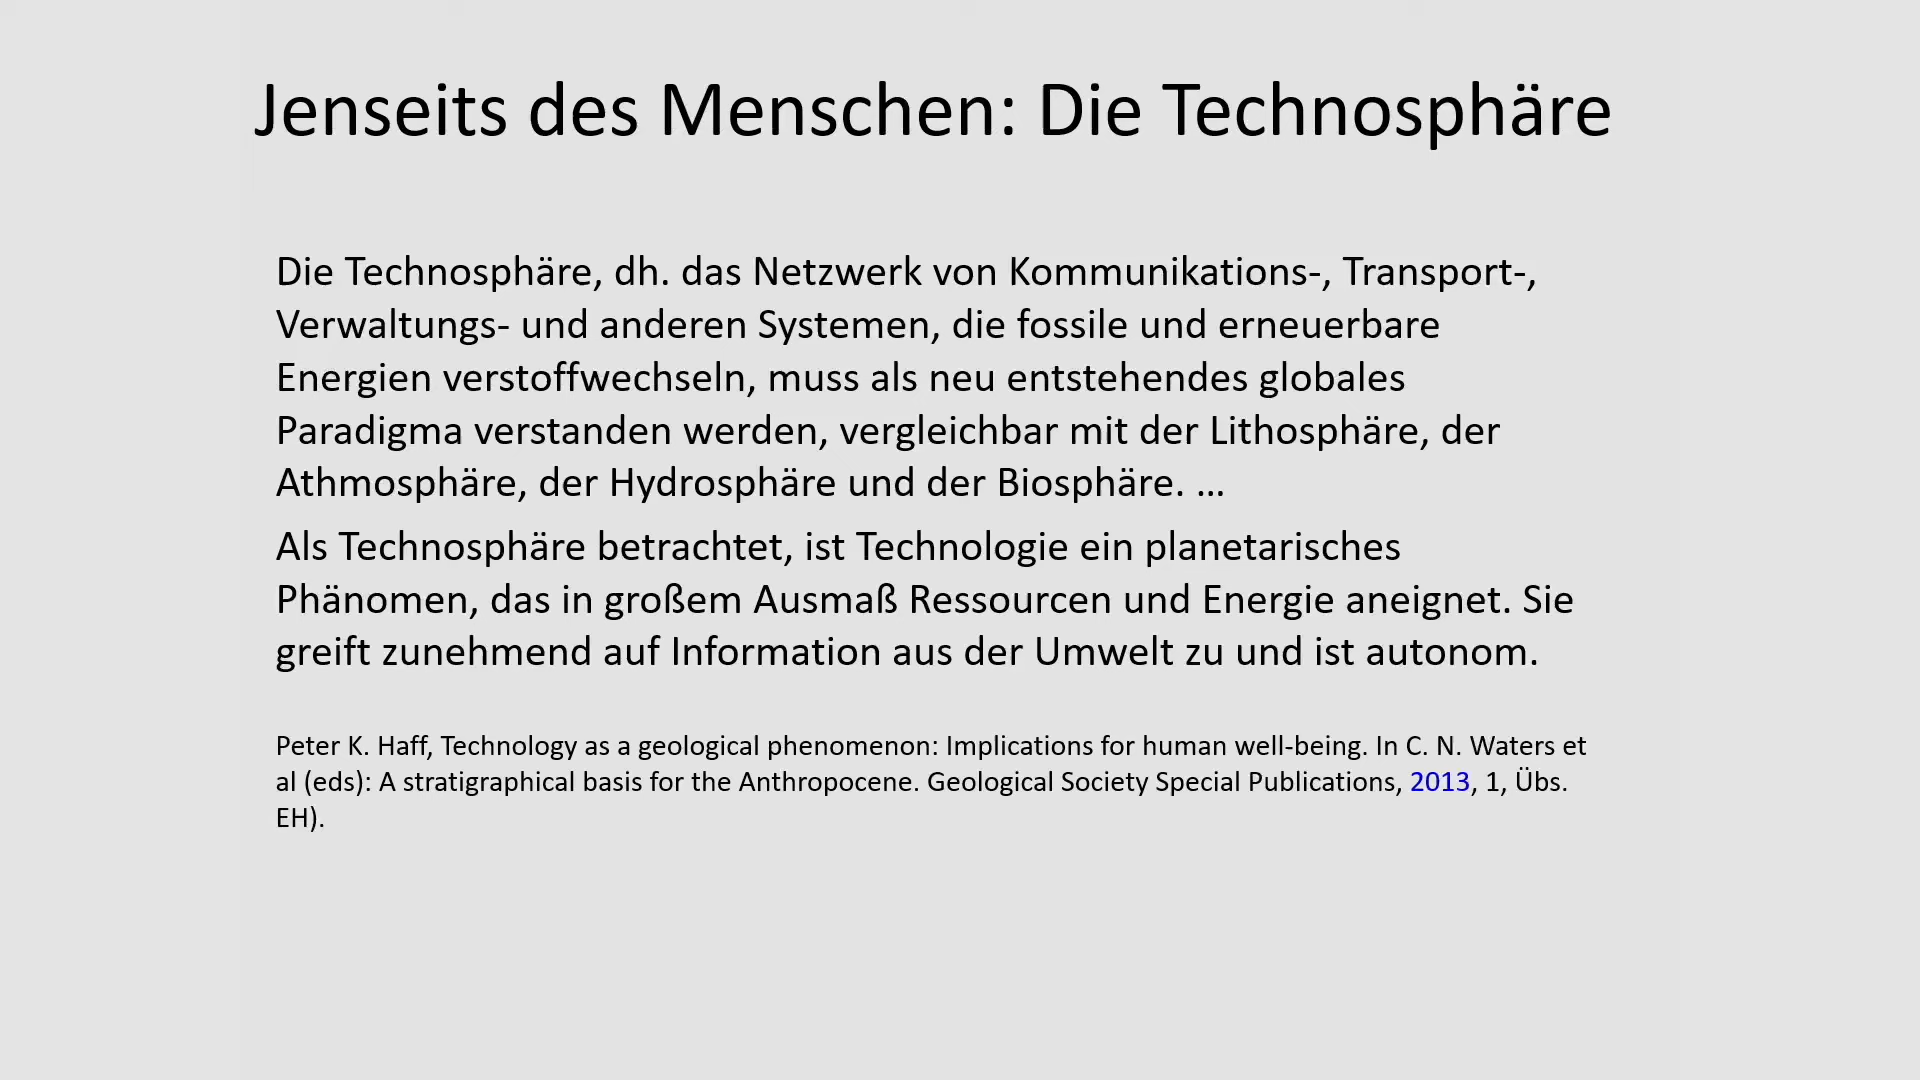 Jenseits des Menschen: Die Technosphäre
Die Technosphäre, dh. das Netzwerk von Kommunikations-, Transport-,
Verwaltungs- und anderen Systemen, die fossile und erneuerbare
Energien verstoffwechseln, muss als neu entstehendes globales
Paradigma verstanden werden, vergleichbar mit der Lithosphäre, der
Athmosphäre, der Hydrosphäre und der Biosphäre. …
Als Technosphäre betrachtet, ist Technologie ein planetarisches
Phänomen, das in großem Ausmaß Ressourcen und Energie aneignet. Sie
greift zunehmend auf Information aus der Umwelt zu und ist autonom.
Peter K. Haff, Technology as a geological phenomenon: Implications for human well-being. In C. N. Waters et
al (eds): A stratigraphical basis for the Anthropocene. Geological Society Special Publications, 2013, 1, Übs.
EH).